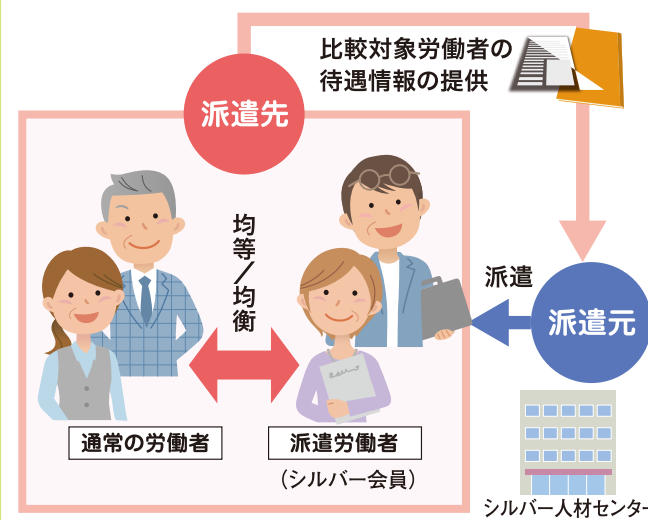 比較対象労働者の
待遇情報の提供
派遣先
均等／均衡
派遣
派遣元
通常の労働者
派遣労働者
（シルバー会員）
シルバー人材センター